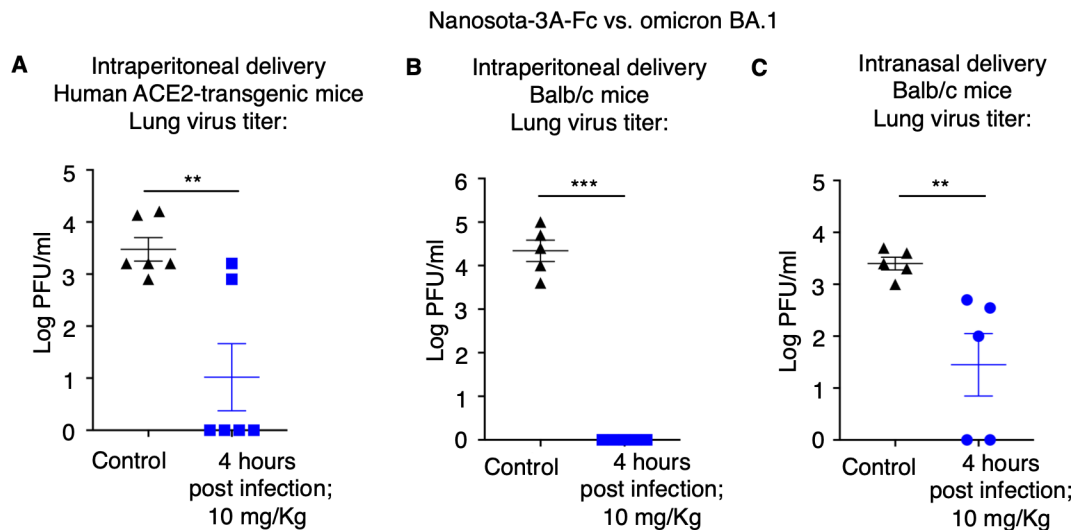 Nanosota-3A-Fc vs. omicron BA.1
A
Intraperitoneal delivery
Human ACE2-transgenic mice
Lung virus titer:
Log PFU/ml
5
4
3
2
1
0
**
Control
4 hours
post infection;
10 mg/Kg
B
Intraperitoneal delivery
Balb/c mice
Lung virus titer:
Log PFU/ml
6
5
4
3
2
1
0
***
Control
4 hours
post infection;
10 mg/Kg
C
Intranasal delivery
Balb/c mice
Lung virus titer:
Log PFU/ml
5
4
3
2
1
0
**
Control
4 hours
post infection;
10 mg/Kg